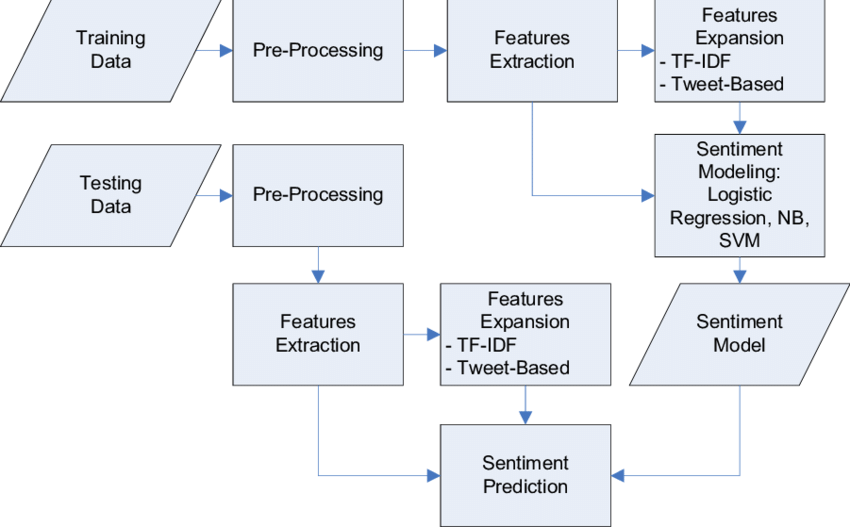 Training
Data
Pre-Processing
Features
Extraction
Features
Expansion
- TF-IDF
- Tweet-Based
Testing
Data
Pre-Processing
Sentiment
Modeling:
Logistic
Regression, NB,
SVM
Features
Extraction
Features
Expansion
- TF-IDF
- Tweet-Based
Sentiment
Model
Sentiment
Prediction